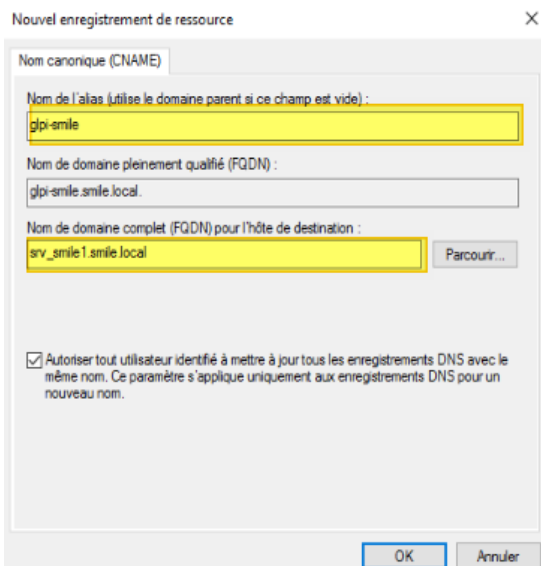 Nouvel enregistrement de ressource
Nom canonique (CNAME)
Nom de l'alias (utilise le domaine parent si ce champ est vide) :
glpi-smile
Nom de domaine pleinement qualifié (FQDN) :
glpi-smile.smile.local.
Nom de domaine complet (FQDN) pour l'hôte de destination :
srv_smile1.smile.local
Parcourir...
Autoriser tout utilisateur identifié à mettre à jour tous les enregistrements DNS avec le
même nom. Ce paramètre s'applique uniquement aux enregistrements DNS pour un
nouveau nom.
OK
Annuler